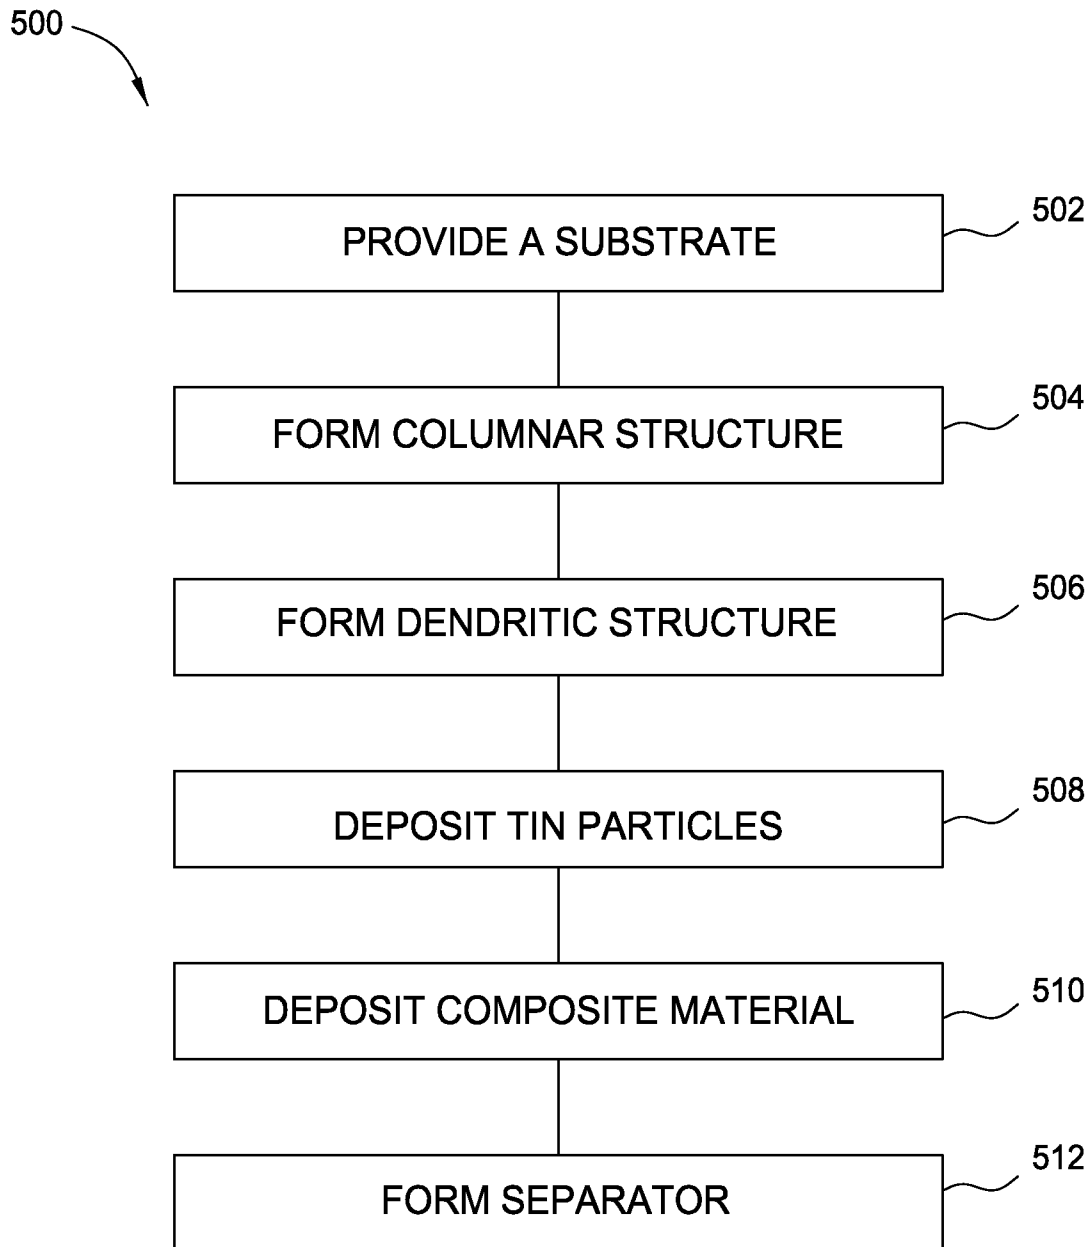 500
PROVIDE A SUBSTRATE
502
FORM COLUMNAR STRUCTURE
504
FORM DENDRITIC STRUCTURE
506
DEPOSIT TIN PARTICLES
508
DEPOSIT COMPOSITE MATERIAL
510
FORM SEPARATOR
512